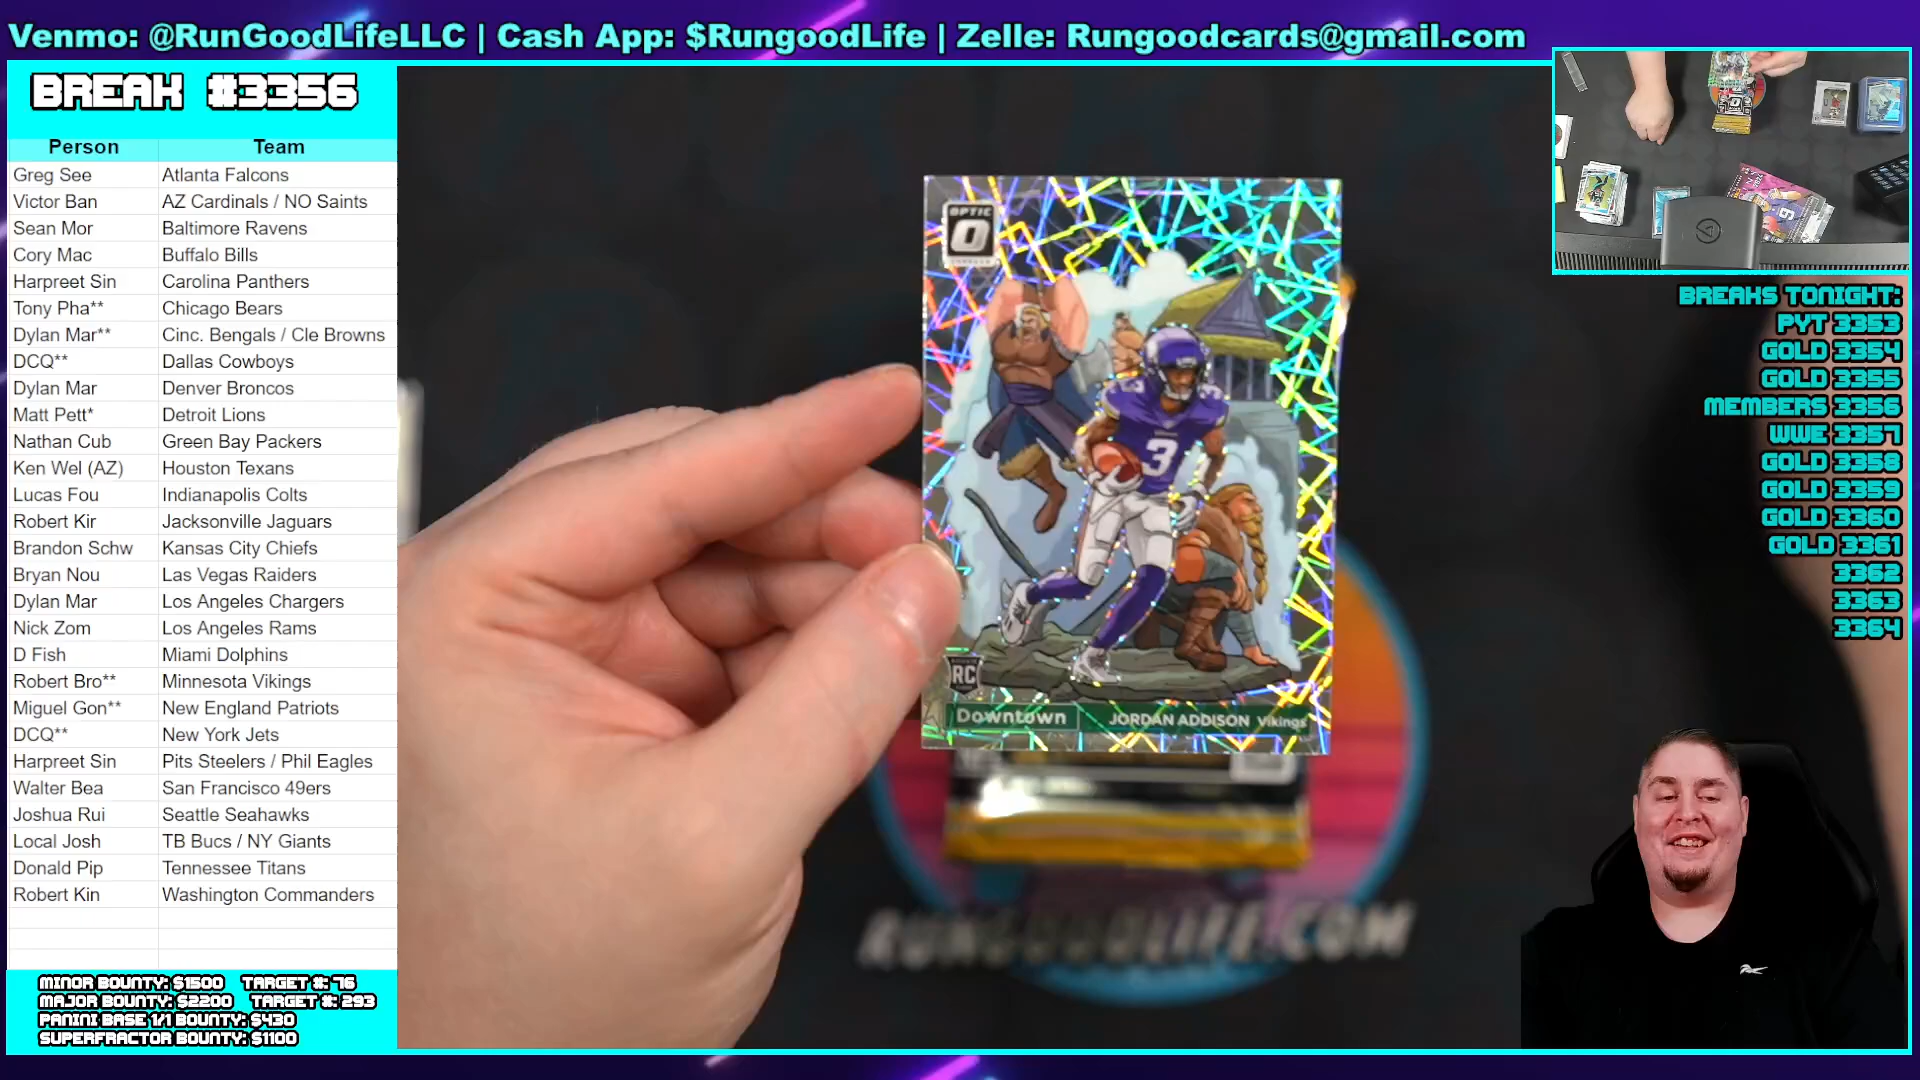 Venmo: @RunGoodLifeLLC | Cash App: $RungoodLife | Zelle: Rungoodcards@gmail.com
BREAK #3356
Person Team
Greg See Atlanta Falcons
Victor Ban AZ Cardinals / NO Saints
Sean Mor Baltimore Ravens
Cory Mac Buffalo Bills
Harpreet Sin Carolina Panthers
Tony Pha** Chicago Bears
Dylan Mar** Cinc. Bengals / Cle Browns
DCQ** Dallas Cowboys
Dylan Mar Denver Broncos
Matt Pett* Detroit Lions
Nathan Cub Green Bay Packers
Ken Wel (AZ) Houston Texans
Lucas Fou Indianapolis Colts
Robert Kir Jacksonville Jaguars
Brandon Schw Kansas City Chiefs
Bryan Nou Las Vegas Raiders
Dylan Mar Los Angeles Chargers
Nick Zom Los Angeles Rams
D Fish Miami Dolphins
Robert Bro** Minnesota Vikings
Miguel Gon** New England Patriots
DCQ** New York Jets
Harpreet Sin Pits Steelers / Phil Eagles
Walter Bea San Francisco 49ers
Joshua Rui Seattle Seahawks
Local Josh TB Bucs / NY Giants
Donald Pip Tennessee Titans
Robert Kin Washington Commanders
MINOR BOUNTY: $1500 TARGET #: 76
MAJOR BOUNTY: $2200 TARGET #: 293
PANINI BASE 1/1 BOUNTY: $430
SUPERFRACTOR BOUNTY: $1100
OPTIC
O
3
RC
Downtown JORDAN ADDISON Vikings
RUNGOODLIFE.COM
BREAKS TONIGHT:
PYT 3353
GOLD 3354
GOLD 3355
MEMBERS 3356
WWE 3357
GOLD 3358
GOLD 3359
GOLD 3360
GOLD 3361
3362
3363
3364